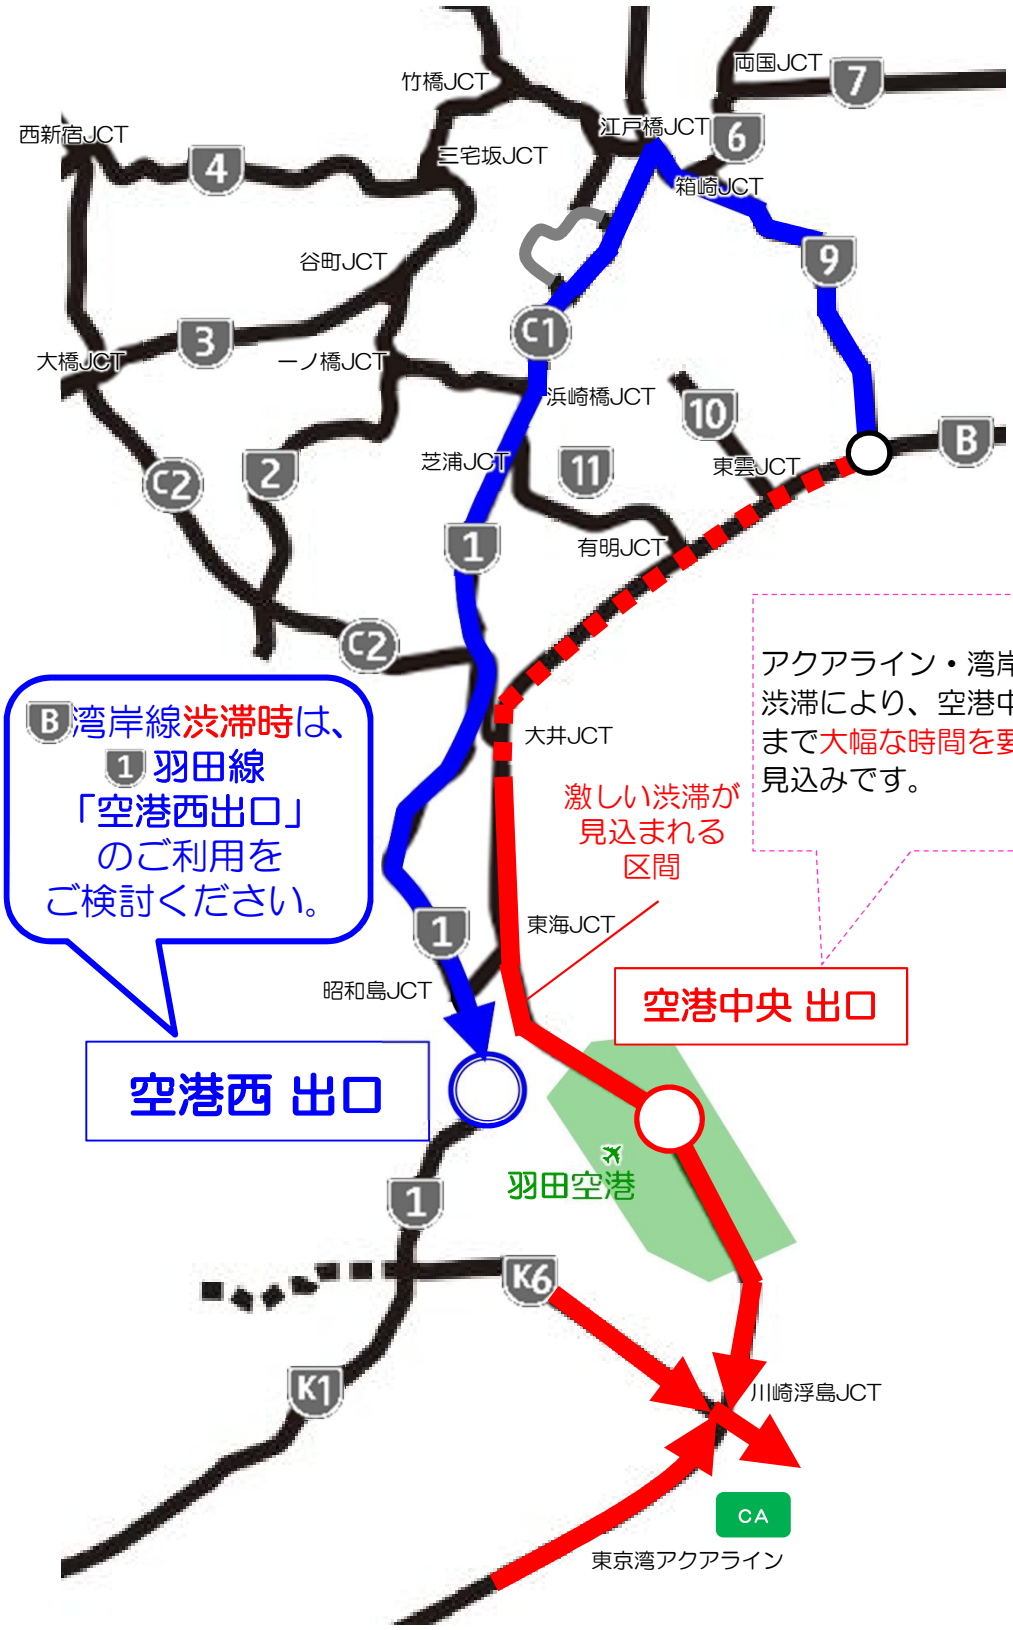 両国JCT
7
竹橋JCT
江戸橋JCT
6
西新宿JCT
三宅坂JCT
4
箱崎JCT
谷町JCT
9
C1
3
一ノ橋JCT
大橋JCT
浜崎橋JCT
10
B
芝浦JCT
11
東雲JCT
2
C2
1
有明JCT
C2
アクアライン・湾岸
渋滞により、空港中
まで大幅な時間を要
見込みです。
B湾岸線渋滞時は、
1 羽田線
「空港西出口」
のご利用を
ご検討ください。
大井JCT
激しい渋滞が
見込まれる
区間
1
東海JCT
昭和島JCT
空港中央 出口
空港西 出口
羽田空港
1
K6
K1
川崎浮島JCT
CA
東京湾アクアライン